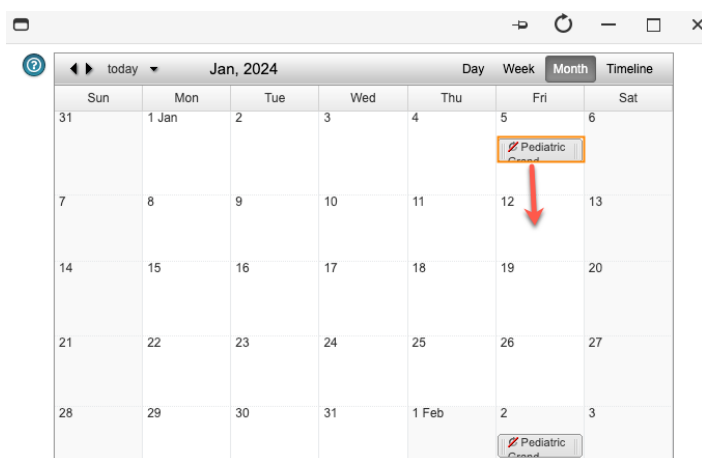 today Jan, 2024 Day Week Month Timeline
Sun Mon Tue Wed Thu Fri Sat
31 1 Jan 2 3 4 5 6
Pediatric
Grand
7 8 9 10 11 12 13
14 15 16 17 18 19 20
21 22 23 24 25 26 27
28 29 30 31 1 Feb 2 3
Pediatric
Grand